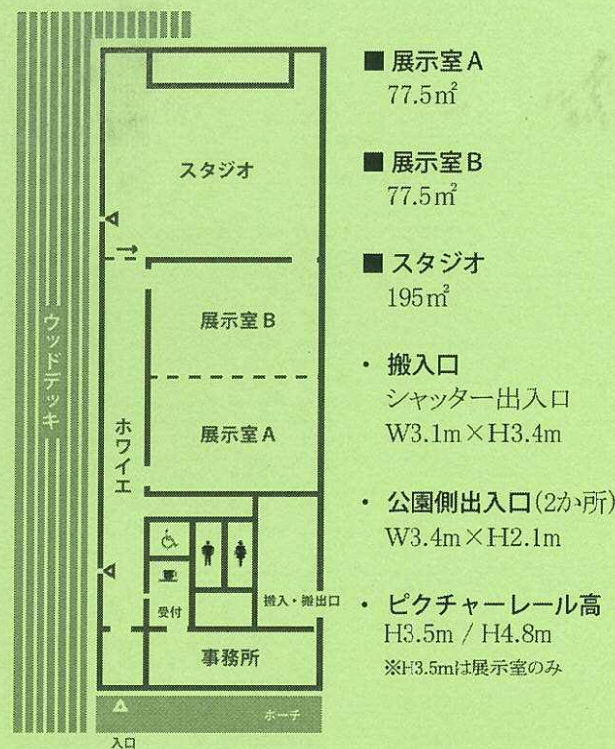 スタジオ
展示室 B
展示室 A
ウッドデッキ
ホワイエ
受付
搬入・搬出口
事務所
ポーチ
入口
■ 展示室 A
77.5㎡
■ 展示室 B
77.5㎡
■ スタジオ
195㎡
・ 搬入口
シャッター出入口
W3.1m×H3.4m
・ 公園側出入口(2か所)
W3.4m×H2.1m
・ ピクチャーレール高
H3.5m / H4.8m
※H3.5mは展示室のみ